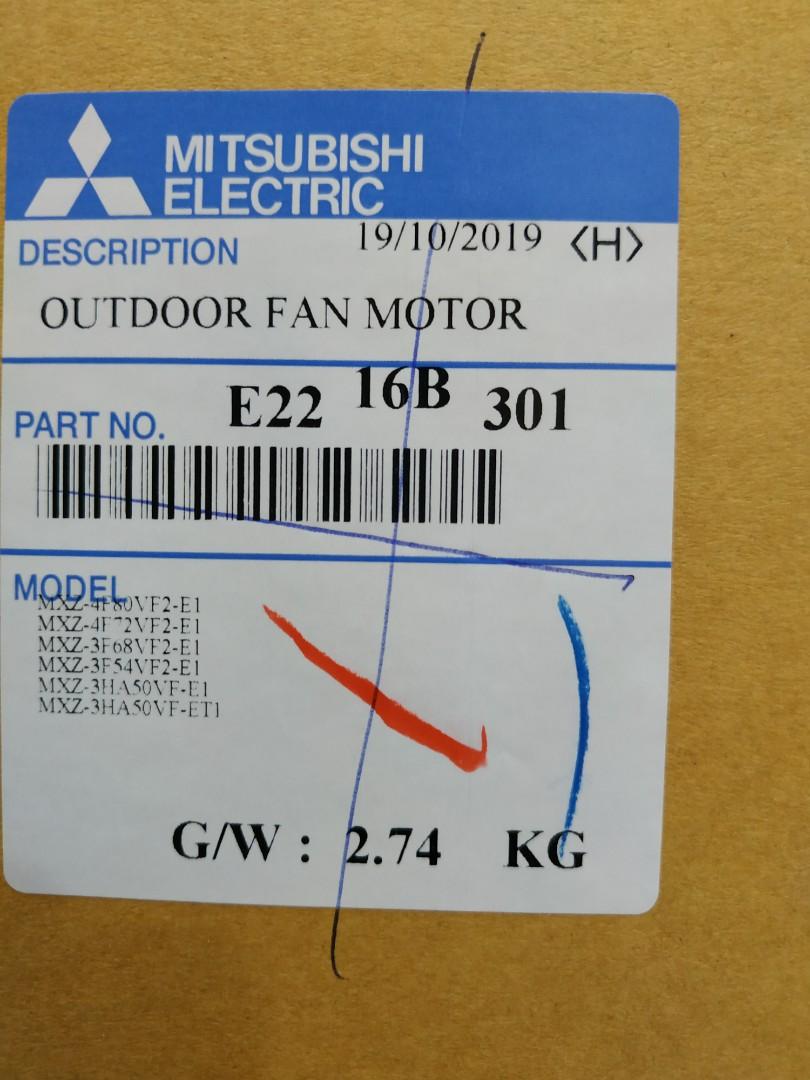 MITSUBISHI
ELECTRIC
DESCRIPTION 19/10/2019 <H>
OUTDOOR FAN MOTOR
PART NO. E22 16B 301
MODEL
MXZ-4F80VF2-E1
MXZ-4F72VF2-E1
MXZ-3F68VF2-E1
MXZ-3F54VF2-E1
MXZ-3HA50VF-E1
MXZ-3HA50VF-ET1
G/W : 2.74 KG